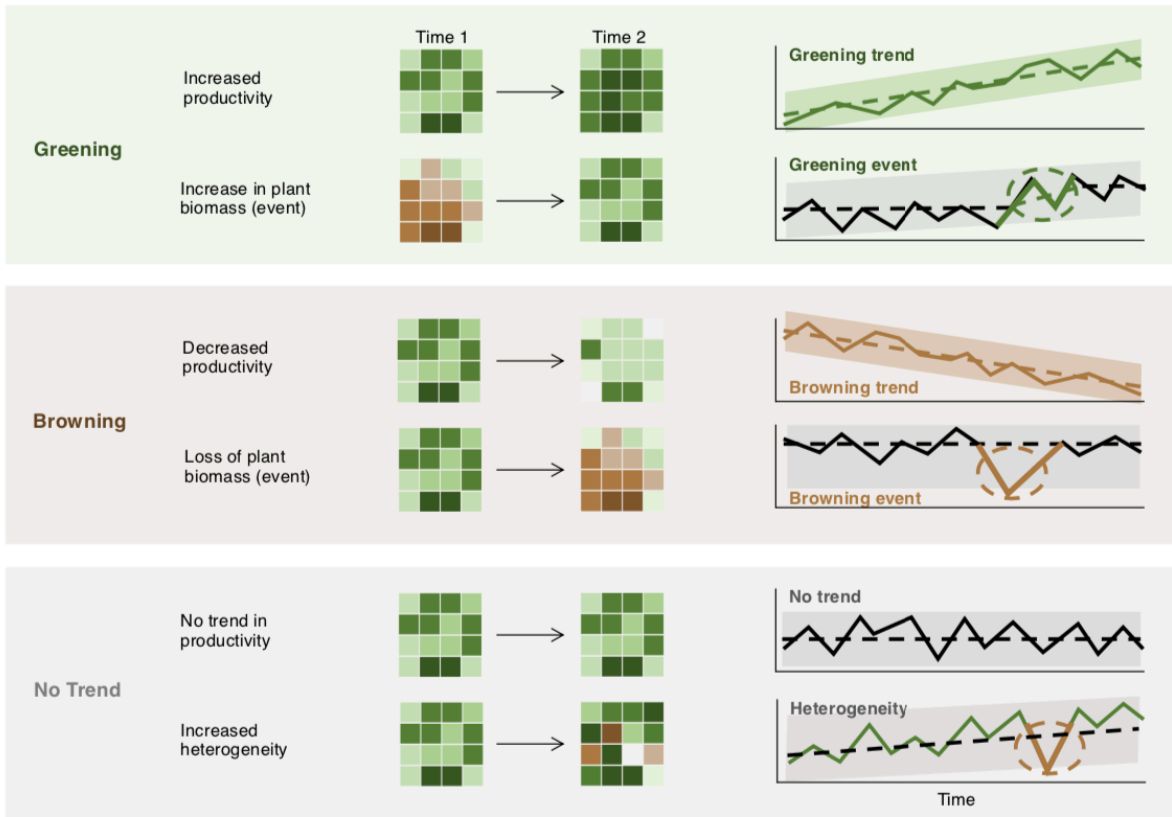 Time 1
Time 2
Greening
Increased
productivity
Greening trend
Increase in plant
biomass (event)
Greening event
Browning
Decreased
productivity
Browning trend
Loss of plant
biomass (event)
Browning event
No Trend
No trend in
productivity
No trend
Increased
heterogeneity
Heterogeneity
Time